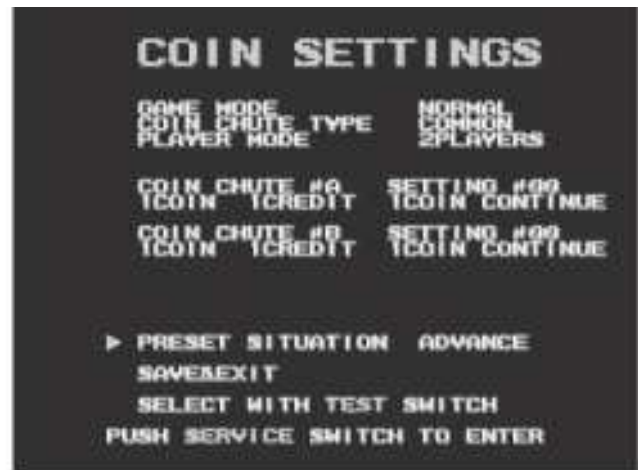 COIN SETTINGS
GAME MODE NORMAL
COIN CHUTE TYPE COMMON
PLAYER MODE 2PLAYERS
COIN CHUTE #A SETTING #00
1COIN 1CREDIT 1COIN CONTINUE
COIN CHUTE #B SETTING #00
1COIN 1CREDIT 1COIN CONTINUE
▶ PRESET SITUATION ADVANCE
SAVE&EXIT
SELECT WITH TEST SWITCH
PUSH SERVICE SWITCH TO ENTER